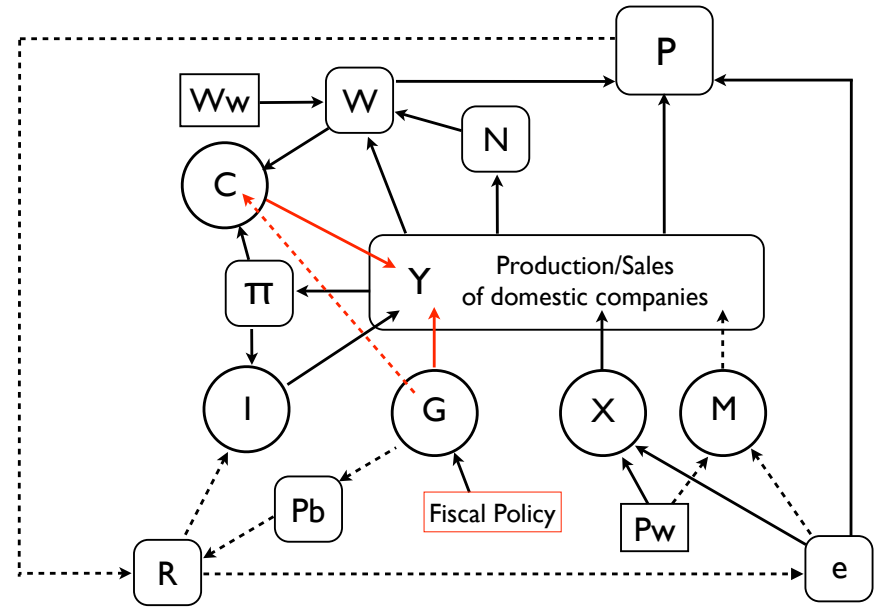 P
Ww
W
N
C
Y
Production/Sales
of domestic companies
π
I
G
X
M
Pb
Fiscal Policy
Pw
R
e